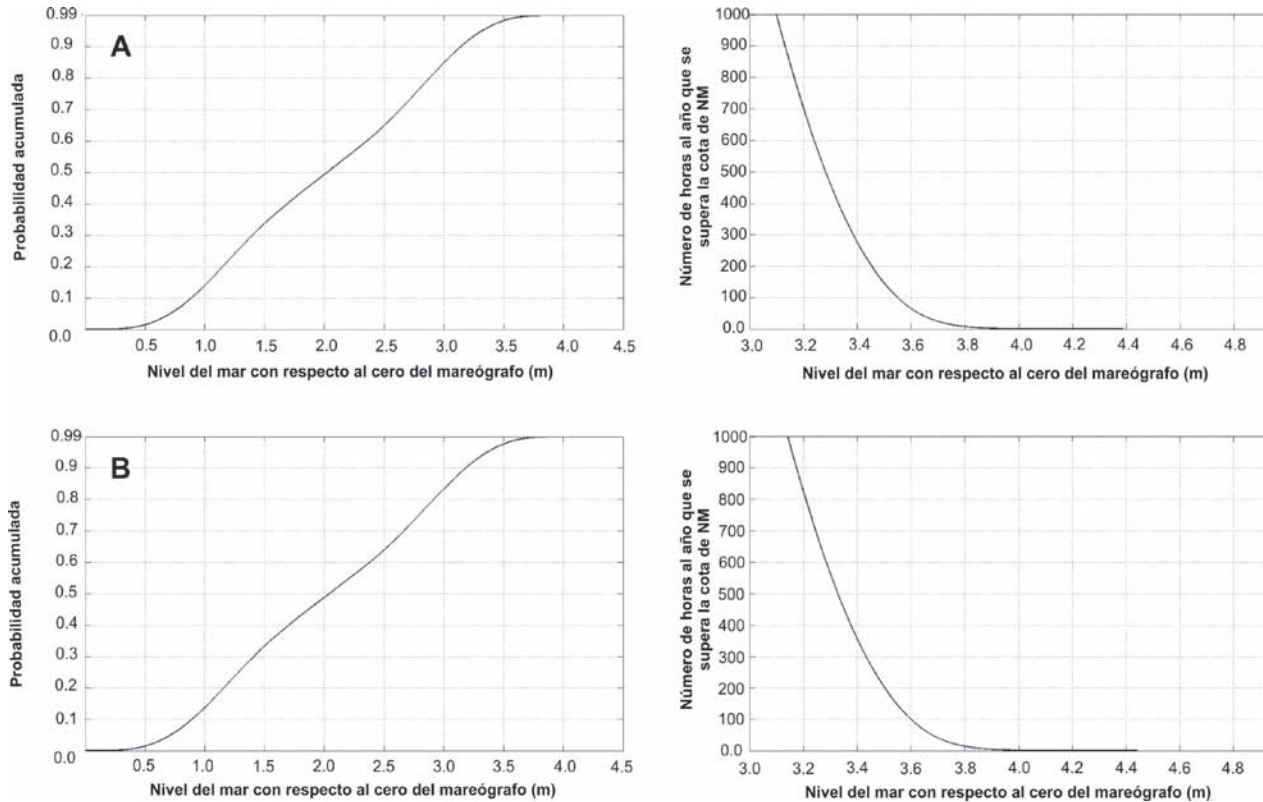 A
Probabilidad acumulada
0.99
0.9
0.8
0.7
0.6
0.5
0.4
0.3
0.2
0.1
0.0
0.5 1.0 1.5 2.0 2.5 3.0 3.5 4.0 4.5
Nivel del mar con respecto al cero del mareógrafo (m)
Número de horas al año que se
supera la cota de NM
1000
900
800
700
600
500
400
300
200
100
0.0
3.0 3.2 3.4 3.6 3.8 4.0 4.2 4.4 4.6 4.8
Nivel del mar con respecto al cero del mareógrafo (m)
B
Probabilidad acumulada
0.99
0.9
0.8
0.7
0.6
0.5
0.4
0.3
0.2
0.1
0.0
0.5 1.0 1.5 2.0 2.5 3.0 3.5 4.0 4.5
Nivel del mar con respecto al cero del mareógrafo (m)
Número de horas al año que se
supera la cota de NM
1000
900
800
700
600
500
400
300
200
100
0.0
3.0 3.2 3.4 3.6 3.8 4.0 4.2 4.4 4.6 4.8
Nivel del mar con respecto al cero del mareógrafo (m)